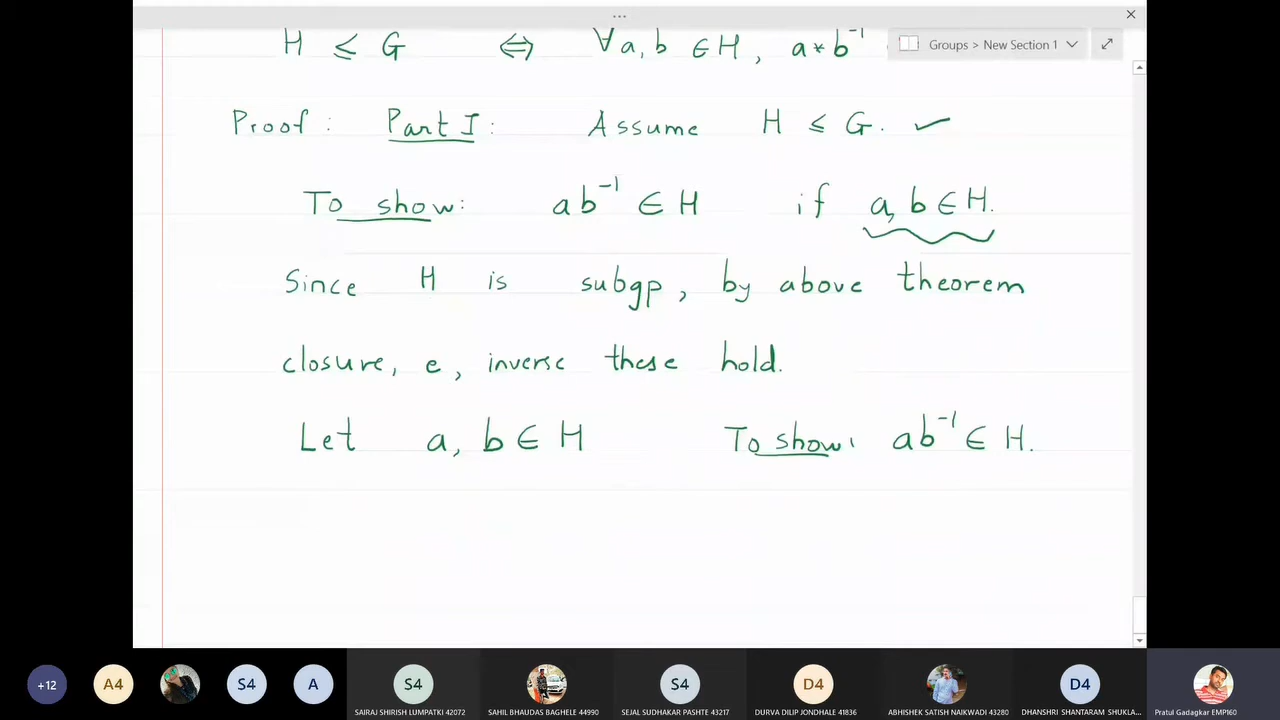 H ≤ G ⇔ ∀a, b ∈ H, a * b⁻¹
Groups > New Section 1
Proof: Part I: Assume H ≤ G. ✓
To show: ab⁻¹ ∈ H if a, b ∈ H.
Since H is subgp, by above theorem
closure, e, inverse these hold.
Let a, b ∈ H To show: ab⁻¹ ∈ H.
+12 A4 S4 A S4 S4 D4 D4
SAIRAJ SHIRISH LUMPATKI 42072 SAHIL BHAUDAS BAGHELE 44990 SEJAL SUDHAKAR PASHTE 43217 DURVA DILIP JONDHALE 41836 ABHISHEK SATISH NAIKWADI 43280 DHANSHRI SHANTARAM SHUKLA... Pratul Gadagkar EMP160